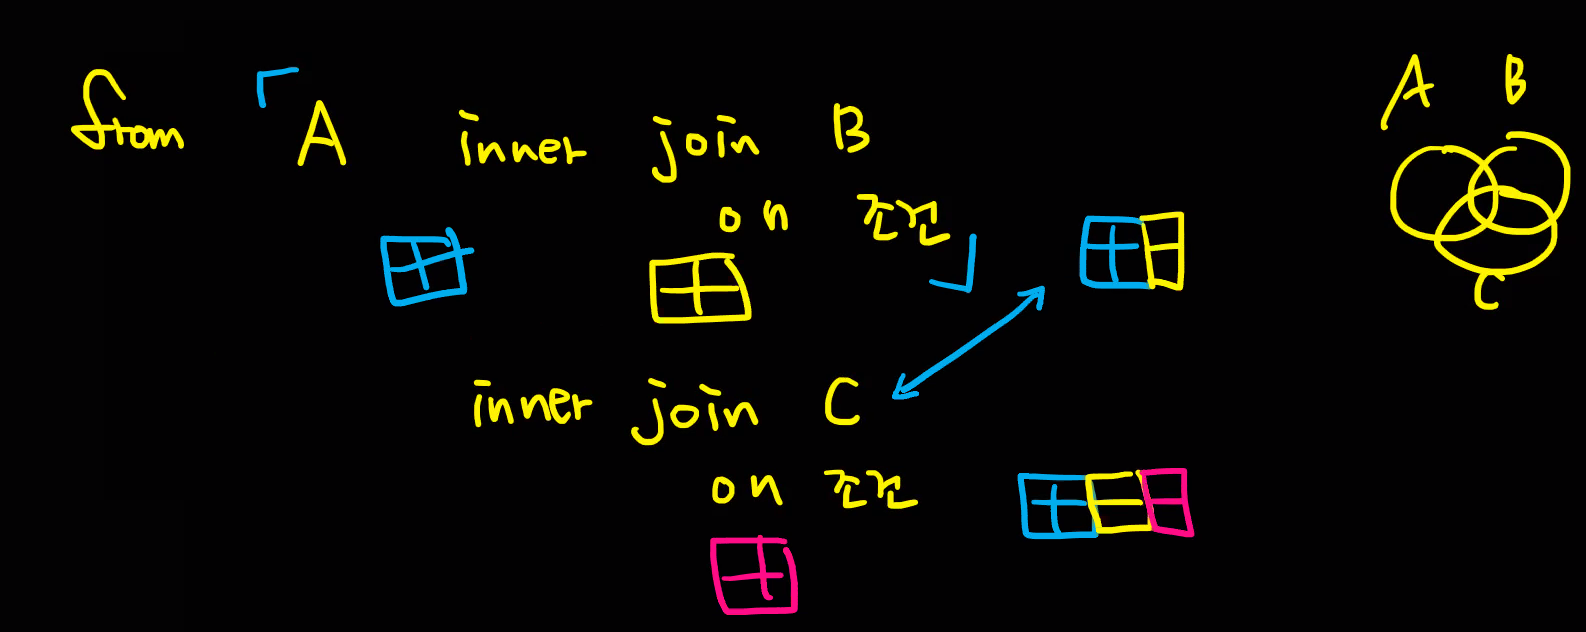 from A inner join B
on 조건
inner join C
on 조건
A B
C